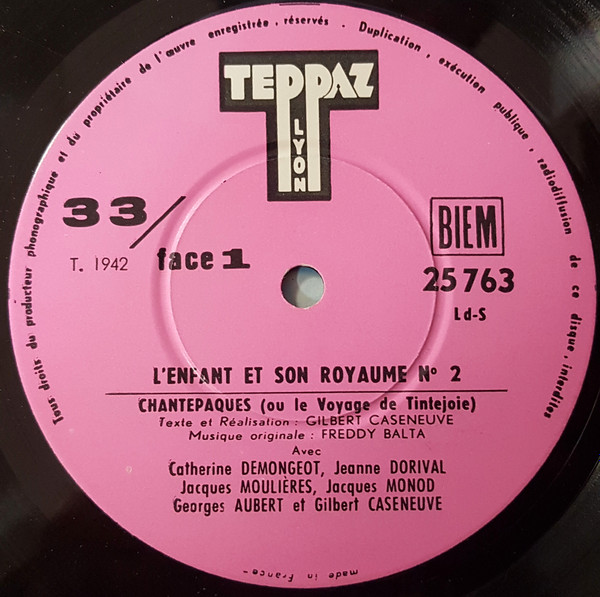 Tous droits du producteur phonographique et du propriétaire de l'œuvre enregistrée, réservés. Duplication, exécution publique, radiodiffusion de ce disque, interdites
TEPPAZ
LYON
33/
T. 1942
face 1
BIEM
25 763
Ld-S
L'ENFANT ET SON ROYAUME Nº 2
CHANTEPAQUES (ou le Voyage de Tintejoie)
Texte et Réalisation : GILBERT CASENEUVE
Musique originale : FREDDY BALTA
Avec
Catherine DEMONGEOT, Jeanne DORIVAL
Jacques MOULIÈRES, Jacques MONOD
Georges AUBERT et Gilbert CASENEUVE
made in France